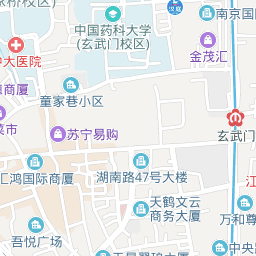 南京国
中国药科大学
(玄武门校区)
金茂汇
中大医院
童家巷小区
玄武门
苏宁易购
湖南路47号大楼
汇鸿国际商厦
天鹤文云
商务大厦
万和尊
吾悦广场
中央